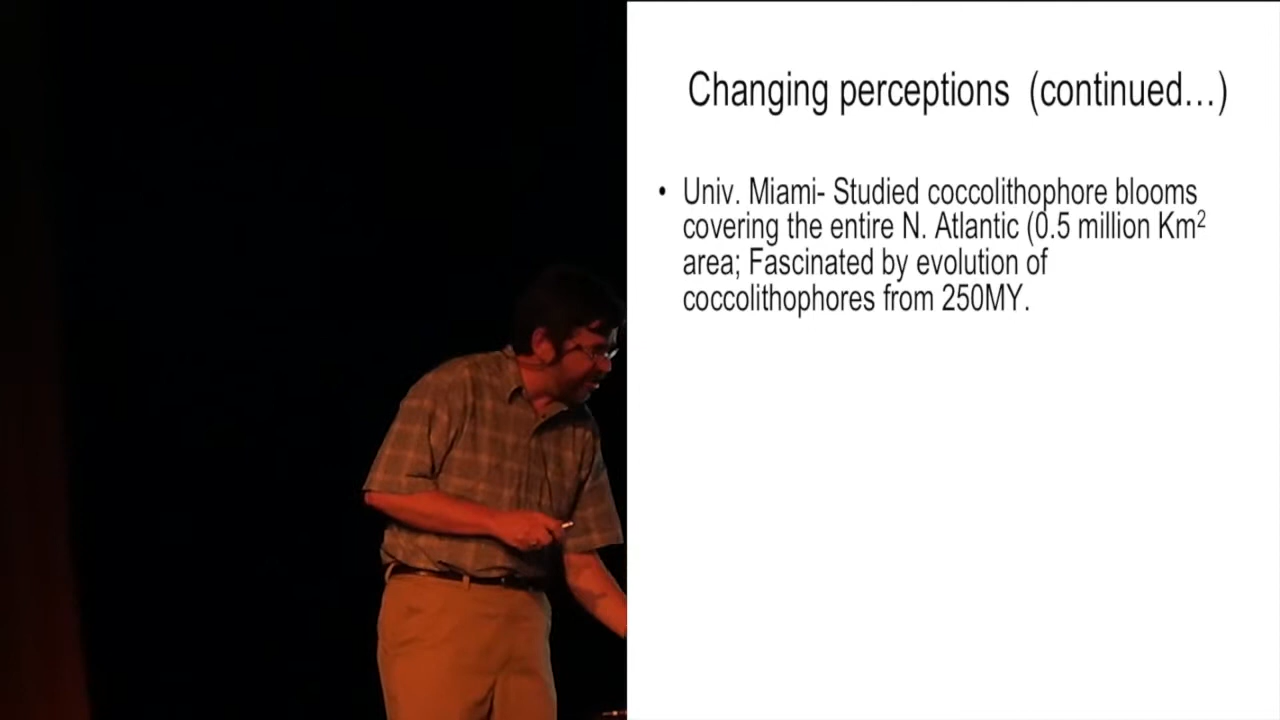 Changing perceptions (continued...)
• Univ. Miami- Studied coccolithophore blooms
covering the entire N. Atlantic (0.5 million Km²
area; Fascinated by evolution of
coccolithophores from 250MY.